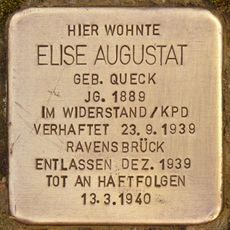 HIER WOHNTE
ELISE AUGUSTAT
GEB. QUECK
JG. 1889
IM WIDERSTAND/KPD
VERHAFTET 23.9.1939
RAVENSBRÜCK
ENTLASSEN DEZ. 1939
TOT AN HAFTFOLGEN
13.3.1940